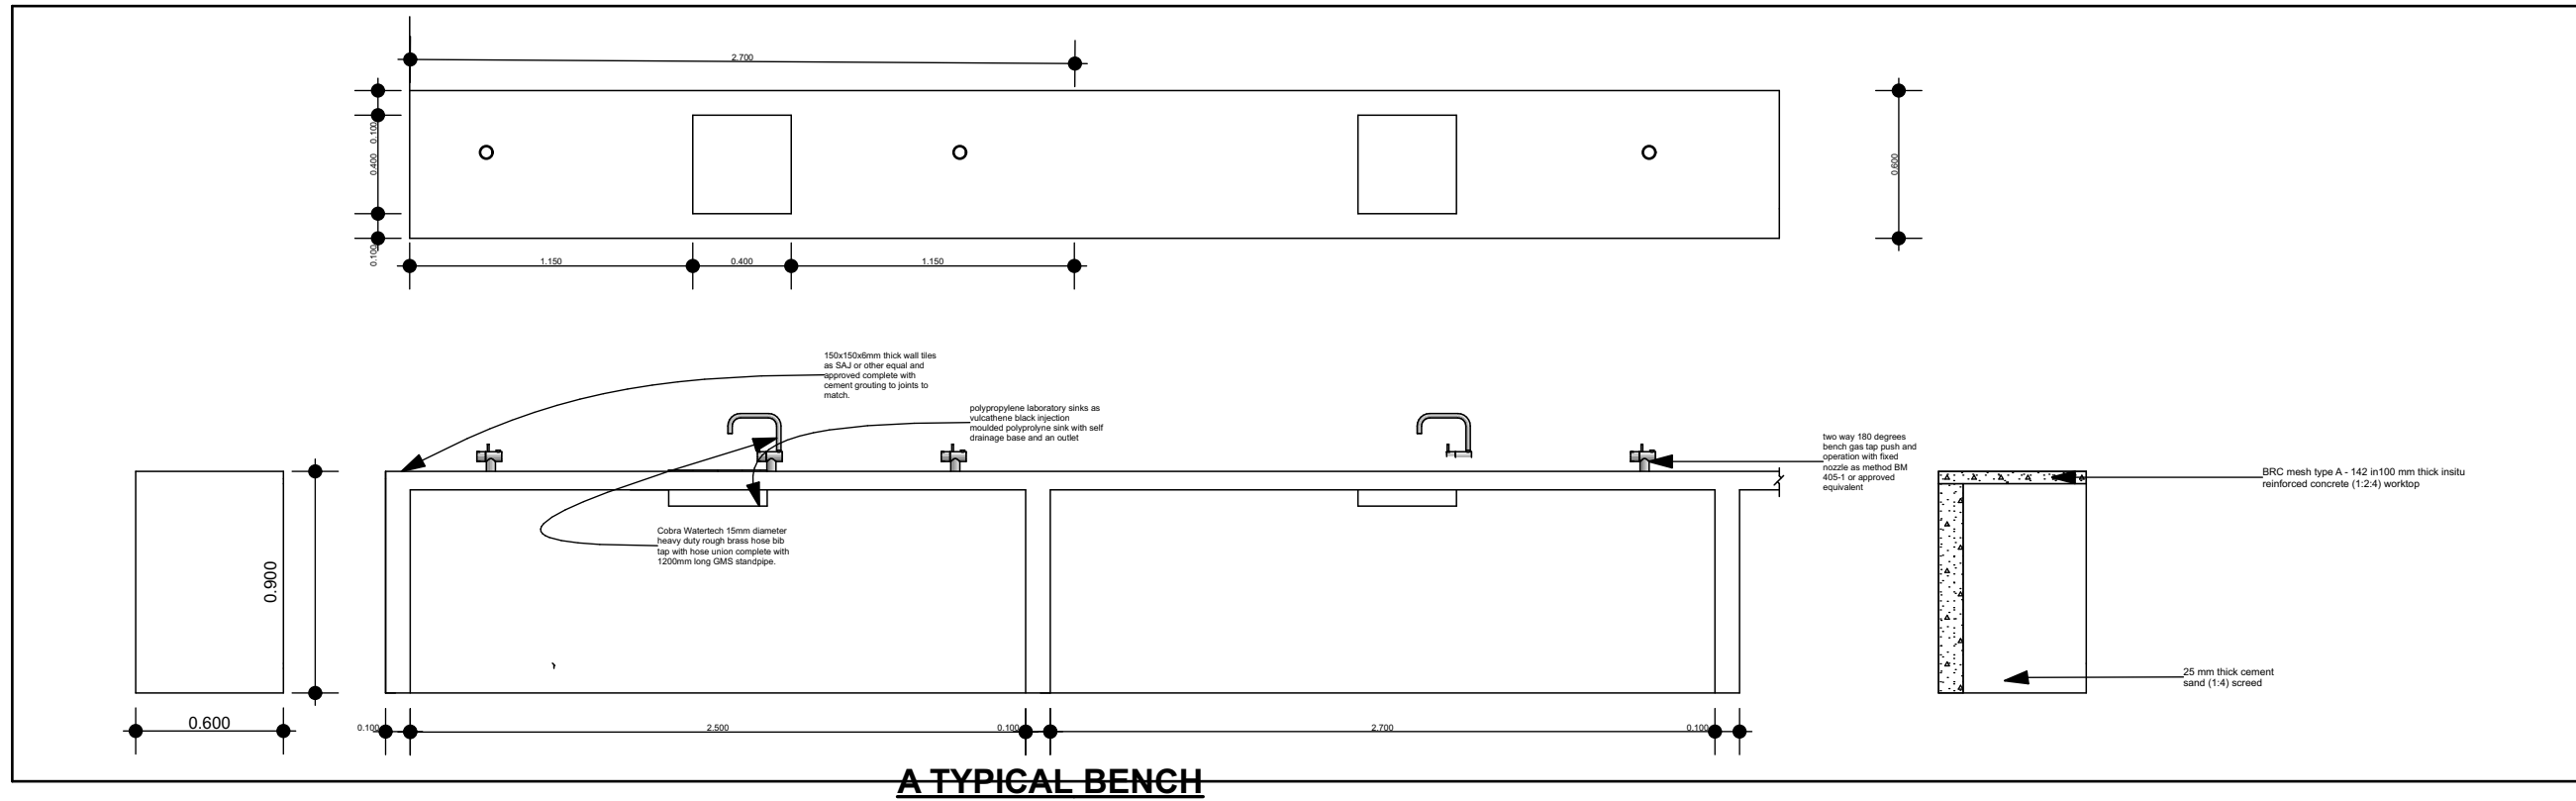 2.700
0.100
0.400
0.100
0.600
1.150
0.400
1.150
150x150x6mm thick wall tiles
as SAJ or other equal and
approved complete with
cement grouting to joints to
match.
polypropylene laboratory sinks as
vulcathene black injection
moulded polyprolyne sink with self
drainage base and an outlet
two way 180 degrees
bench gas tap push and
operation with fixed
nozzle as method BM
405-1 or approved
equivalent
BRC mesh type A - 142 in100 mm thick insitu
reinforced concrete (1:2:4) worktop
Cobra Watertech 15mm diameter
heavy duty rough brass hose bib
tap with hose union complete with
1200mm long GMS standpipe.
0.900
25 mm thick cement
sand (1:4) screed
0.600
0.100
2.500
0.100
2.700
0.100
A TYPICAL BENCH